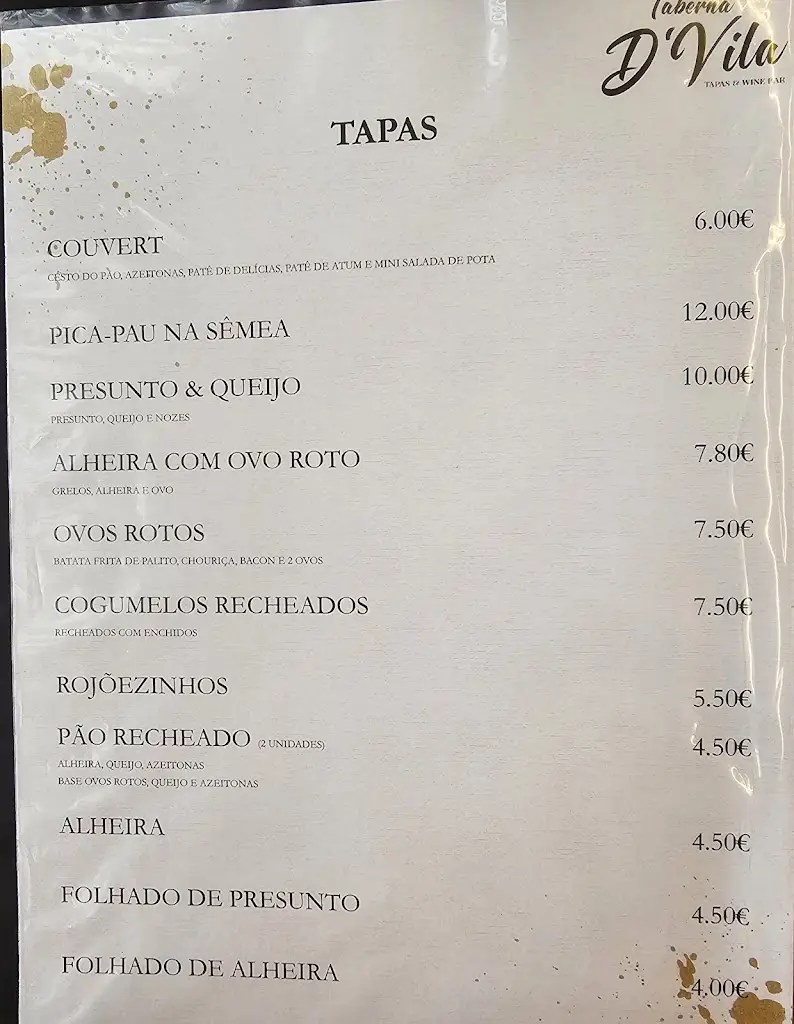 Taberna
D'Vila
TAPAS & WINE BAR
TAPAS
COUVERT 6.00€
CESTO DO PÃO, AZEITONAS, PATÊ DE DELÍCIAS, PATÊ DE ATUM E MINI SALADA DE POTA
PICA-PAU NA SÊMEA 12.00€
PRESUNTO & QUEIJO 10.00€
PRESUNTO, QUEIJO E NOZES
ALHEIRA COM OVO ROTO 7.80€
GRELOS, ALHEIRA E OVO
OVOS ROTOS 7.50€
BATATA FRITA DE PALITO, CHOURIÇA, BACON E 2 OVOS
COGUMELOS RECHEADOS 7.50€
RECHEADOS COM ENCHIDOS
ROJÕEZINHOS 5.50€
PÃO RECHEADO (2 UNIDADES) 4.50€
ALHEIRA, QUEIJO, AZEITONAS
BASE OVOS ROTOS, QUEIJO E AZEITONAS
ALHEIRA 4.50€
FOLHADO DE PRESUNTO 4.50€
FOLHADO DE ALHEIRA 4.00€